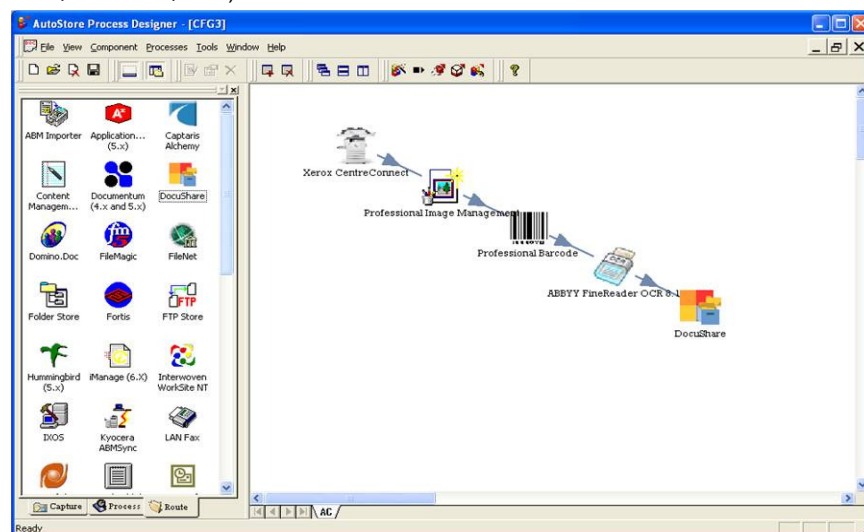 AutoStore Process Designer - [CFG3]
File View Component Processes Tools Window Help
ABM Importer
Application... (5.x)
Captaris Alchemy
Content Managem...
Documentum (4.x and 5.x)
DocuShare
Domino.Doc
FileMagic
FileNet
Folder Store
Fortis
FTP Store
Hummingbird (5.x)
iManage (6.X)
Interwoven WorkSite NT
IXOS
Kyocera ABMSync
LAN Fax
Capture Process Route
Xerox CentreConnect
Professional Image Management
Professional Barcode
ABBYY FineReader OCR 8.1
DocuShare
AC
Ready